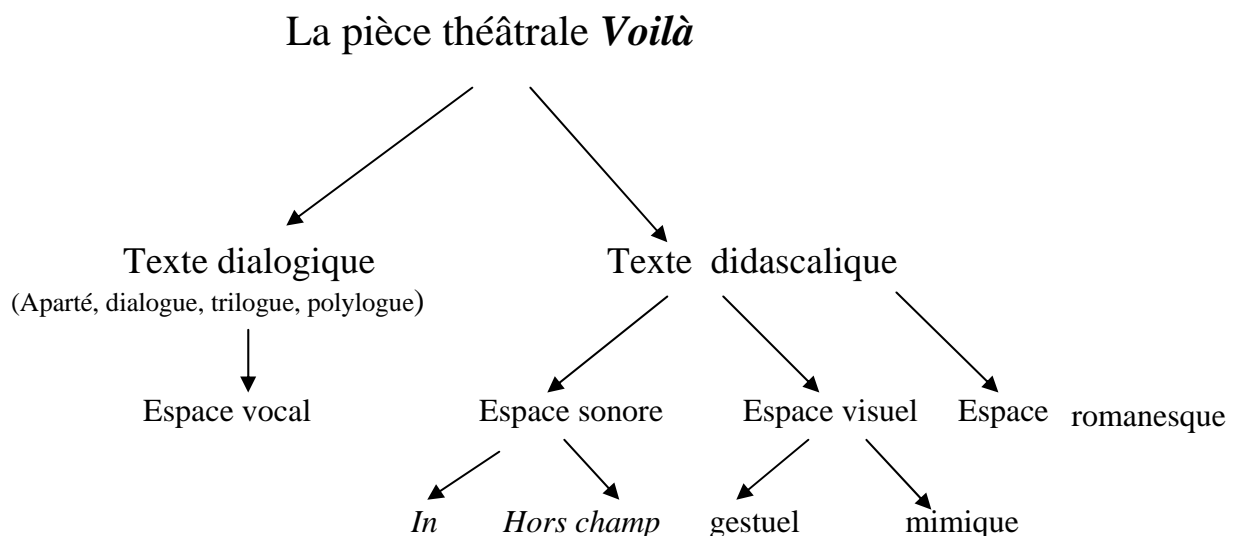 La pièce théâtrale Voilà
Texte dialogique
Texte didascalique
(Aparté, dialogue, trilogue, polylogue)
Espace vocal
Espace sonore
Espace visuel
Espace romanesque
In
Hors champ
gestuel
mimique